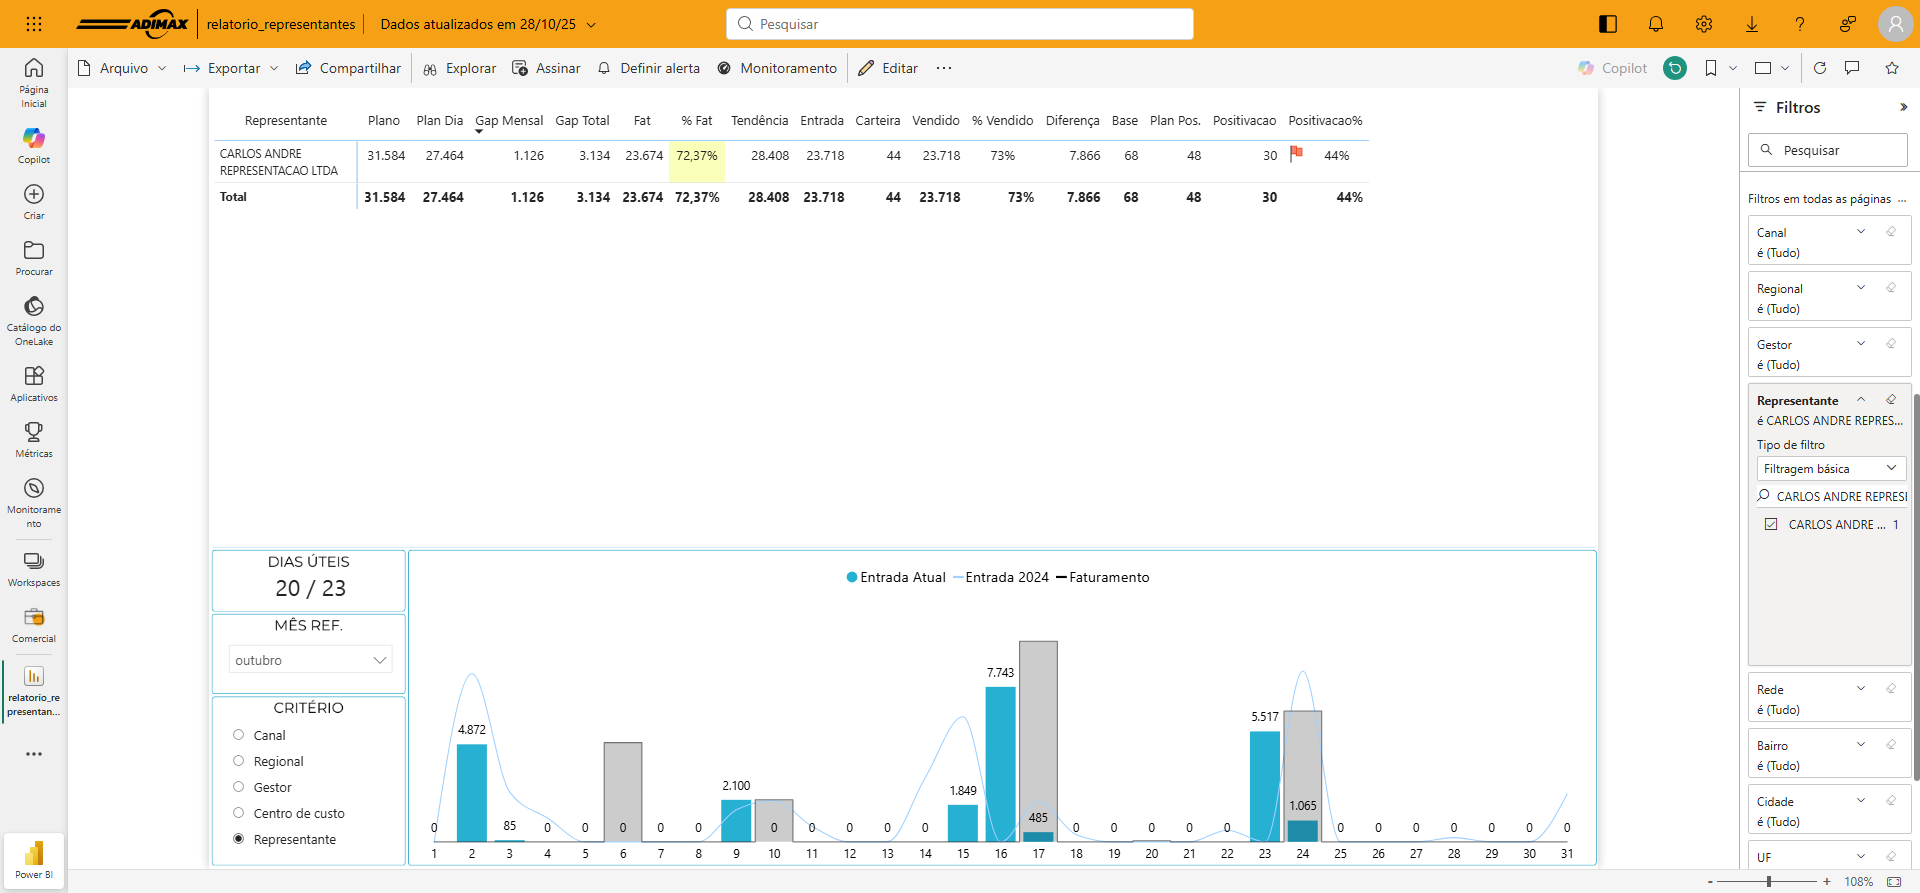 ADIMAX
relatorio_representantes
Dados atualizados em 28/10/25
Pesquisar
?
Arquivo
Exportar
Compartilhar
Explorar
Assinar
Definir alerta
Monitoramento
Editar
...
Copilot
Página
Inicial
Copilot
Criar
Procurar
Catálogo do
OneLake
Aplicativos
Métricas
Monitorame
nto
Workspaces
Comercial
relatorio_re
presentan...
...
Power BI
Representante Plano Plan Dia Gap Mensal Gap Total Fat % Fat Tendência Entrada Carteira Vendido % Vendido Diferença Base Plan Pos. Positivacao Positivacao%
CARLOS ANDRE
REPRESENTACAO LTDA
31.584 27.464 1.126 3.134 23.674 72,37% 28.408 23.718 44 23.718 73% 7.866 68 48 30 44%
Total 31.584 27.464 1.126 3.134 23.674 72,37% 28.408 23.718 44 23.718 73% 7.866 68 48 30 44%
DIAS ÚTEIS
20 / 23
MÊS REF.
outubro
CRITÉRIO
Canal
Regional
Gestor
Centro de custo
Representante
Entrada Atual Entrada 2024 Faturamento
0 4.872 85 0 0 0 0 0 2.100 0 0 0 0 0 1.849 7.743 485 0 0 0 0 0 5.517 1.065 0 0 0 0 0 0 0
1 2 3 4 5 6 7 8 9 10 11 12 13 14 15 16 17 18 19 20 21 22 23 24 25 26 27 28 29 30 31
Filtros
Pesquisar
Filtros em todas as páginas ...
Canal
é (Tudo)
Regional
é (Tudo)
Gestor
é (Tudo)
Representante
é CARLOS ANDRE REPRES...
Tipo de filtro
Filtragem básica
CARLOS ANDRE REPRESE
CARLOS ANDRE ... 1
Rede
é (Tudo)
Bairro
é (Tudo)
Cidade
é (Tudo)
UF
- + 108%